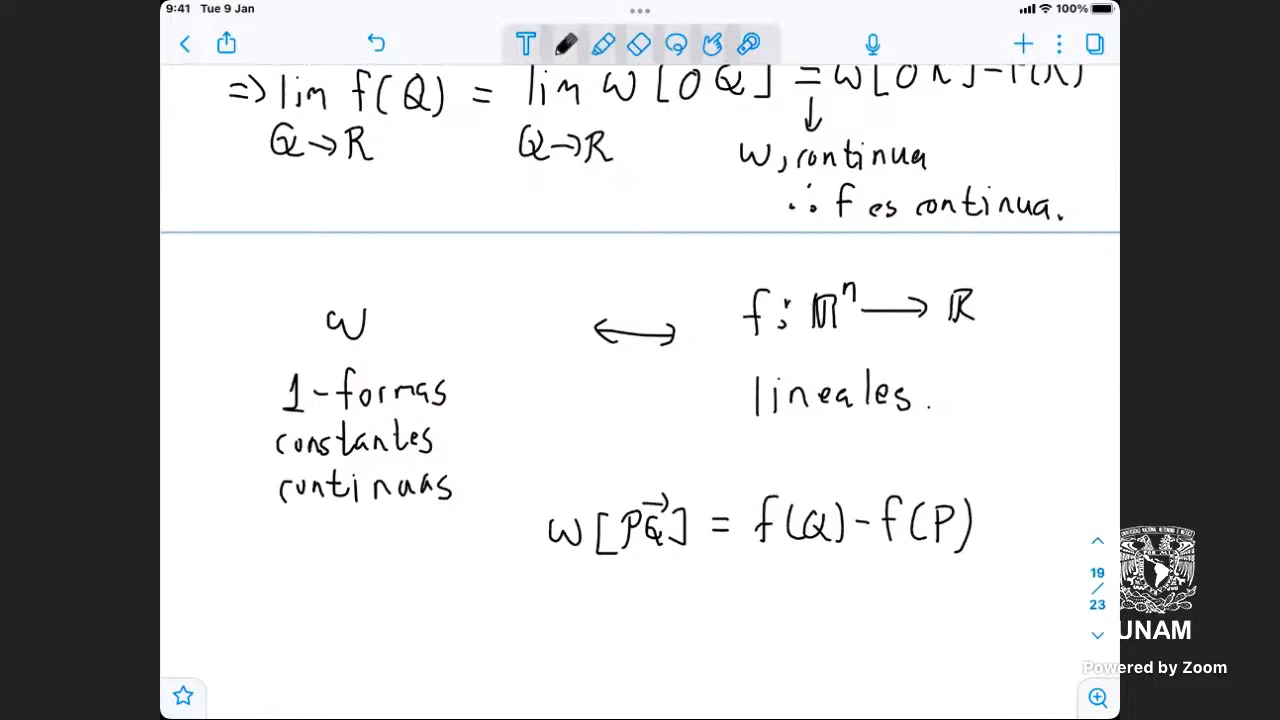 9:41 Tue 9 Jan 100%
=> lim f(Q) = lim w[OQ] = w[OR]-f(R)
Q→R Q→R ↓
w, continua
∴ f es continua.
w ↔ f: ℝⁿ → ℝ
1-formas lineales.
constantes
continuas
w[PQ⃗] = f(Q)-f(P)
19
/
23
UNAM
Powered by Zoom